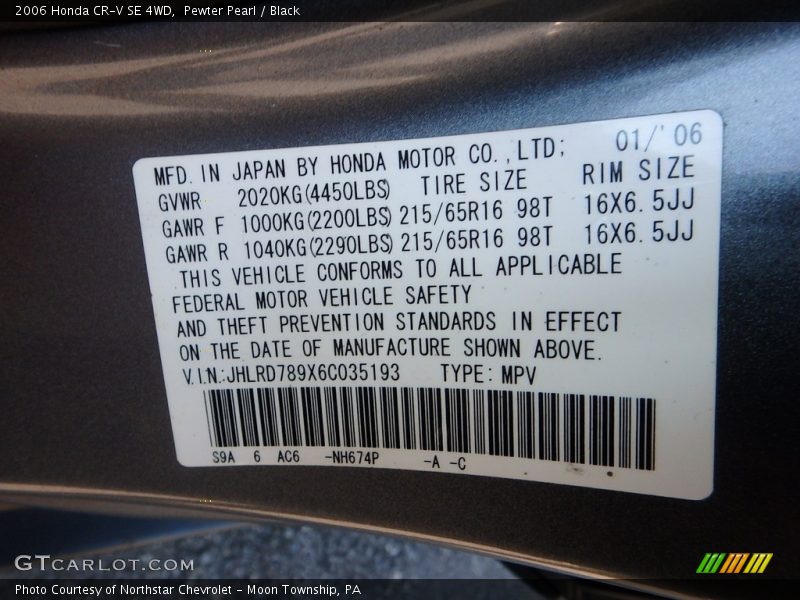 2006 Honda CR-V SE 4WD, Pewter Pearl / Black
MFD. IN JAPAN BY HONDA MOTOR CO.,LTD; 01/'06
GVWR 2020KG(4450LBS) TIRE SIZE RIM SIZE
GAWR F 1000KG(2200LBS) 215/65R16 98T 16X6.5JJ
GAWR R 1040KG(2290LBS) 215/65R16 98T 16X6.5JJ
THIS VEHICLE CONFORMS TO ALL APPLICABLE
FEDERAL MOTOR VEHICLE SAFETY
AND THEFT PREVENTION STANDARDS IN EFFECT
ON THE DATE OF MANUFACTURE SHOWN ABOVE.
V.I.N.:JHLRD789X6C035193 TYPE: MPV
S9A 6 AC6 -NH674P -A -C
GTCARLOT.COM
Photo Courtesy of Northstar Chevrolet - Moon Township, PA